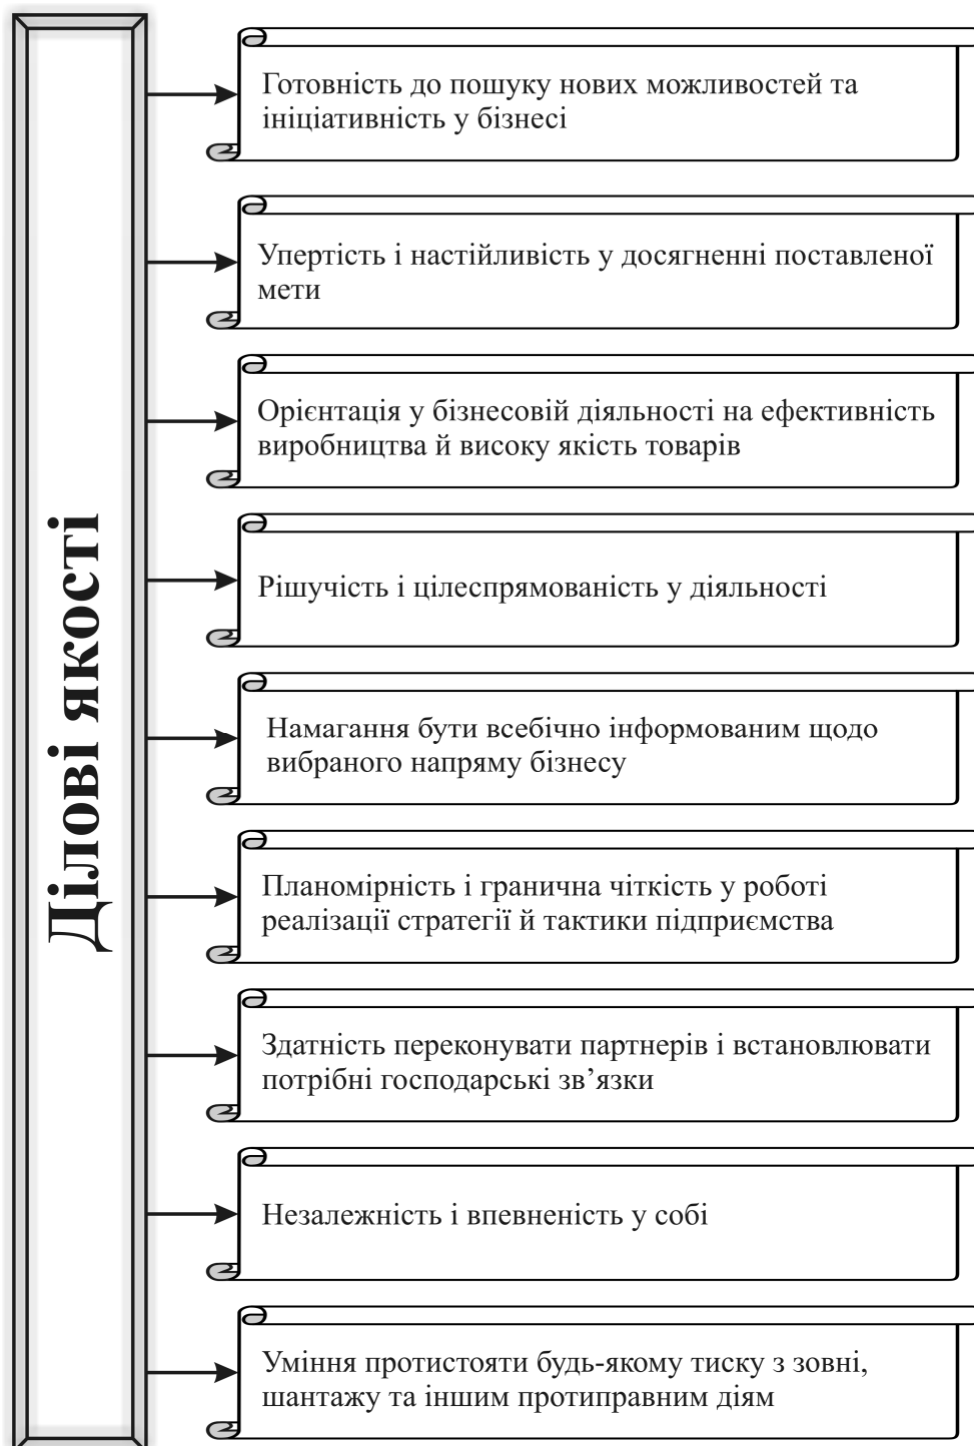 Ділові якості
Готовність до пошуку нових можливостей та
ініціативність у бізнесі
Упертість і настійливість у досягненні поставленої
мети
Орієнтація у бізнесовій діяльності на ефективність
виробництва й високу якість товарів
Рішучість і цілеспрямованість у діяльності
Намагання бути всебічно інформованим щодо
вибраного напряму бізнесу
Планомірність і гранична чіткість у роботі
реалізації стратегії й тактики підприємства
Здатність переконувати партнерів і встановлювати
потрібні господарські зв’язки
Незалежність і впевненість у собі
Уміння протистояти будь-якому тиску з зовні,
шантажу та іншим протиправним діям